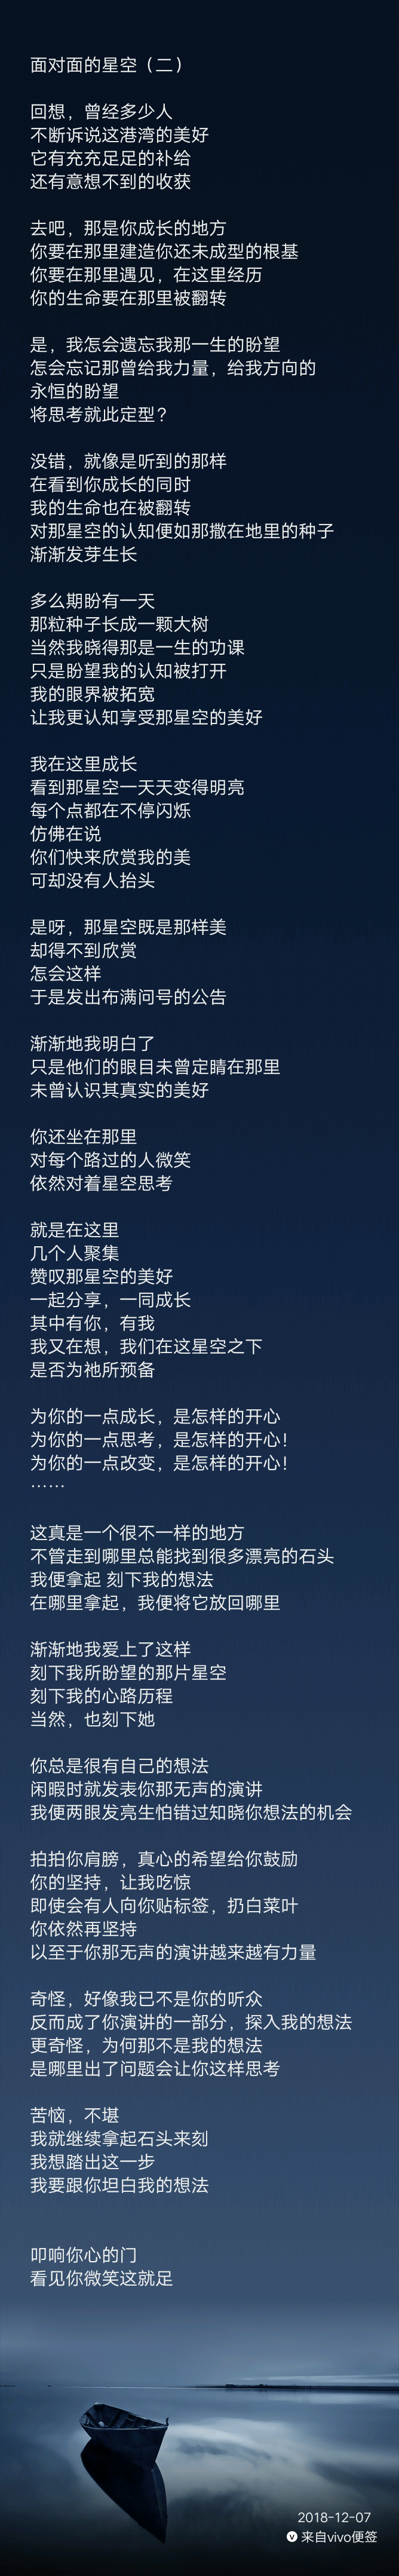 面对面的星空（二）
回想，曾经多少人
不断诉说这港湾的美好
它有充充足足的补给
还有意想不到的收获
去吧，那是你成长的地方
你要在那里建造你还未成型的根基
你要在那里遇见，在这里经历
你的生命要在那里被翻转
是，我怎会遗忘我那一生的盼望
怎会忘记那曾给我力量，给我方向的
永恒的盼望
将思考就此定型？
没错，就像是听到的那样
在看到你成长的同时
我的生命也在被翻转
对那星空的认知便如那撒在地里的种子
渐渐发芽生长
多么期盼有一天
那粒种子长成一颗大树
当然我晓得那是一生的功课
只是盼望我的认知被打开
我的眼界被拓宽
让我更认知享受那星空的美好
我在这里成长
看到那星空一天天变得明亮
每个点都在不停闪烁
仿佛在说
你们快来欣赏我的美
可却没有人抬头
是呀，那星空既是那样美
却得不到欣赏
怎会这样
于是发出布满问号的公告
渐渐地我明白了
只是他们的眼目未曾定睛在那里
未曾认识其真实的美好
你还坐在那里
对每个路过的人微笑
依然对着星空思考
就是在这里
几个人聚集
赞叹那星空的美好
一起分享，一同成长
其中有你，有我
我又在想，我们在这星空之下
是否为祂所预备
为你的一点成长，是怎样的开心
为你的一点思考，是怎样的开心！
为你的一点改变，是怎样的开心！
……
这真是一个很不一样的地方
不管走到哪里总能找到很多漂亮的石头
我便拿起 刻下我的想法
在哪里拿起，我便将它放回哪里
渐渐地我爱上了这样
刻下我所盼望的那片星空
刻下我的心路历程
当然，也刻下她
你总是很有自己的想法
闲暇时就发表你那无声的演讲
我便两眼发亮生怕错过知晓你想法的机会
拍拍你肩膀，真心的希望给你鼓励
你的坚持，让我吃惊
即使会有人向你贴标签，扔白菜叶
你依然再坚持
以至于你那无声的演讲越来越有力量
奇怪，好像我已不是你的听众
反而成了你演讲的一部分，探入我的想法
更奇怪，为何那不是我的想法
是哪里出了问题会让你这样思考
苦恼，不堪
我就继续拿起石头来刻
我想踏出这一步
我要跟你坦白我的想法
叩响你心的门
看见你微笑这就足
2018-12-07
来自vivo便签